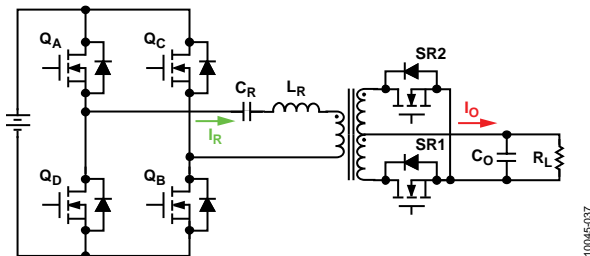 QA
QC
SR2
CR
LR
IR
IO
SR1
CO
RL
QD
QB
10045-037